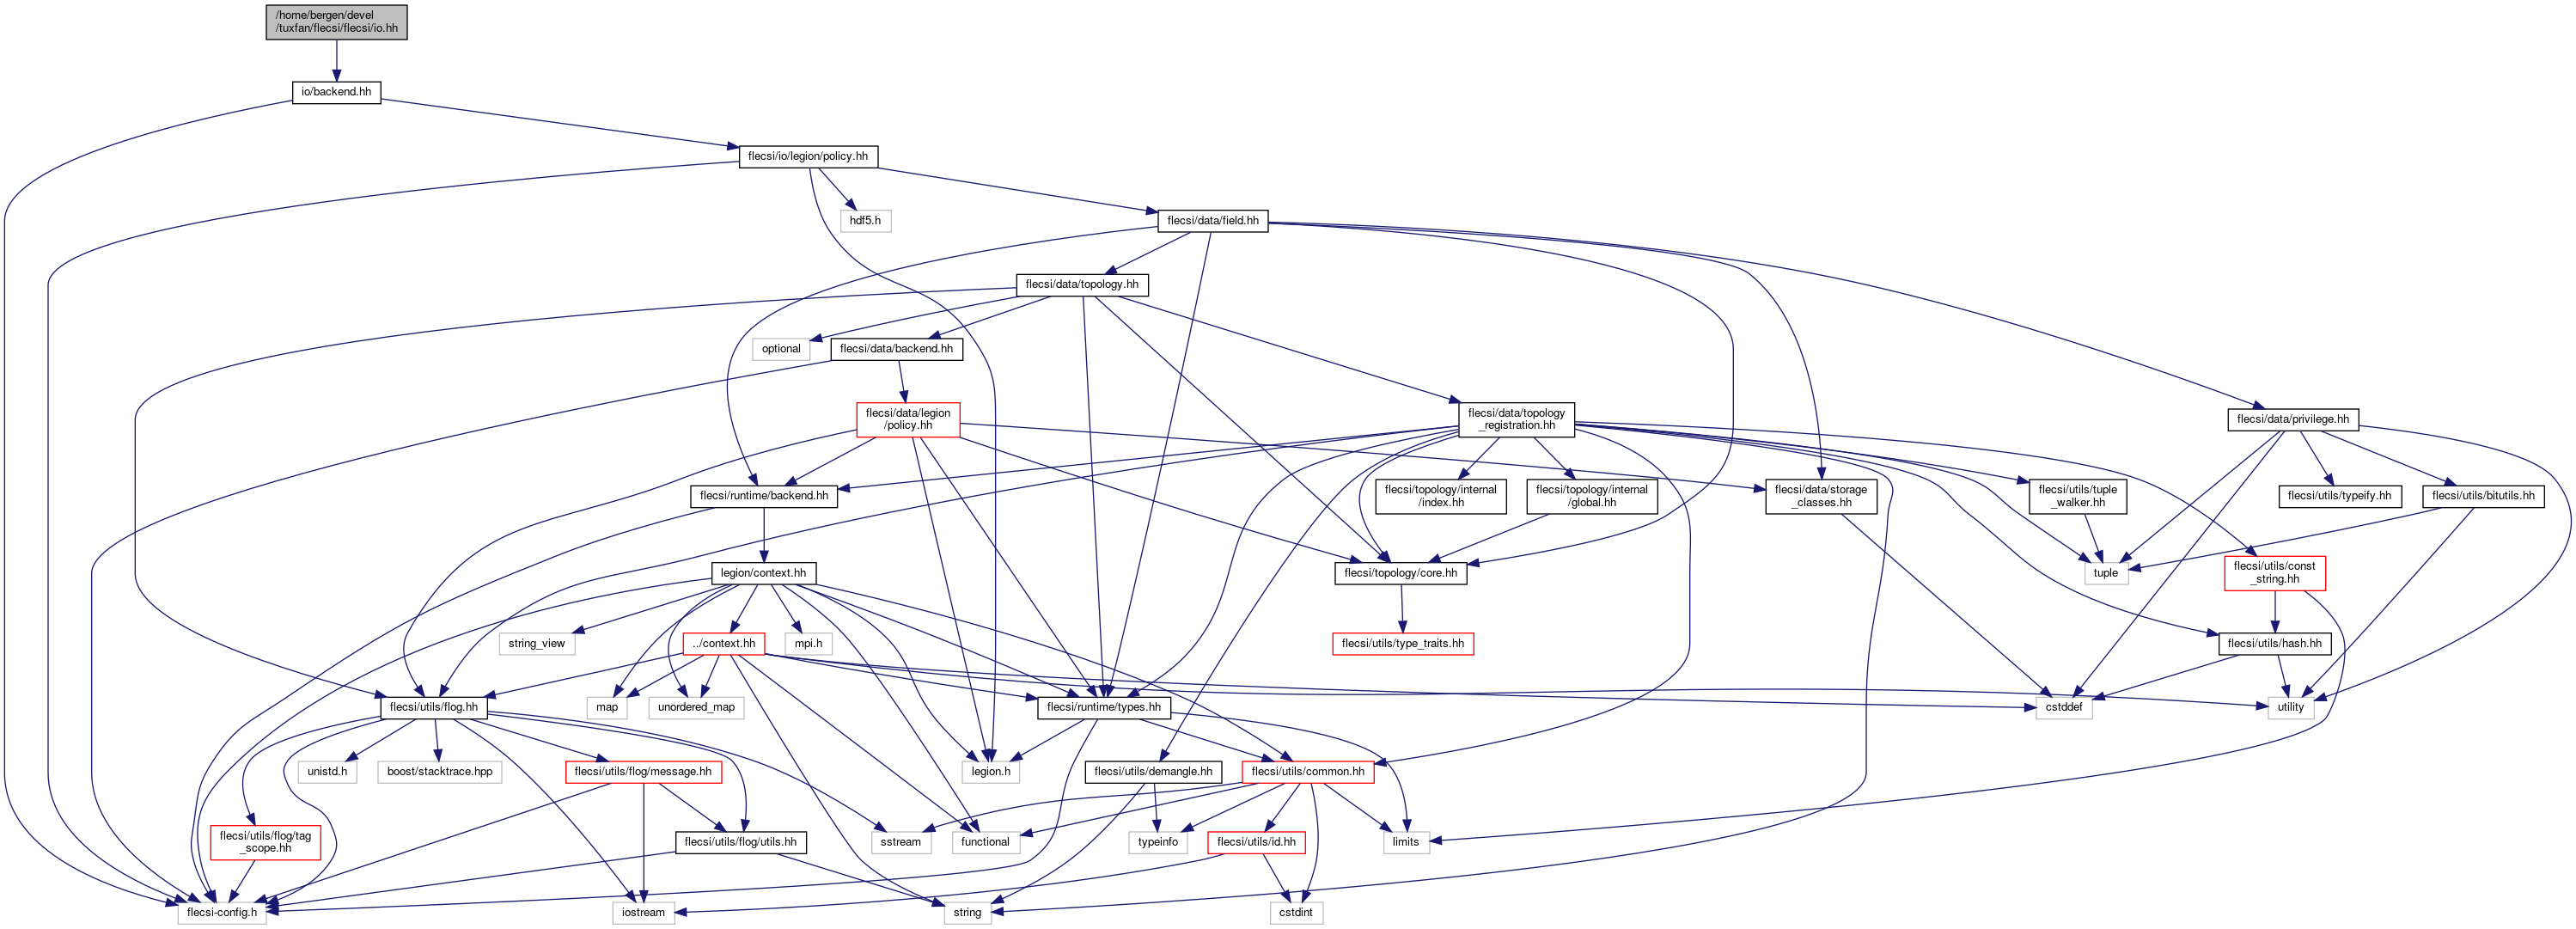 /home/bergen/devel
/tuxfan/flecsi/flecsi/io.hh
io/backend.hh
flecsi/io/legion/policy.hh
hdf5.h
flecsi/data/field.hh
flecsi/data/topology.hh
optional
flecsi/data/backend.hh
flecsi/data/legion
/policy.hh
flecsi/data/topology
_registration.hh
flecsi/data/privilege.hh
flecsi/runtime/backend.hh
flecsi/topology/internal
/index.hh
flecsi/topology/internal
/global.hh
flecsi/data/storage
_classes.hh
flecsi/utils/tuple
_walker.hh
flecsi/utils/typeify.hh
flecsi/utils/bitutils.hh
legion/context.hh
flecsi/topology/core.hh
tuple
flecsi/utils/const
_string.hh
string_view
../context.hh
mpi.h
flecsi/utils/type_traits.hh
flecsi/utils/hash.hh
flecsi/utils/flog.hh
map
unordered_map
flecsi/runtime/types.hh
cstddef
utility
unistd.h
boost/stacktrace.hpp
flecsi/utils/flog/message.hh
legion.h
flecsi/utils/demangle.hh
flecsi/utils/common.hh
flecsi/utils/flog/tag
_scope.hh
flecsi/utils/flog/utils.hh
sstream
functional
typeinfo
flecsi/utils/id.hh
limits
flecsi-config.h
iostream
string
cstdint